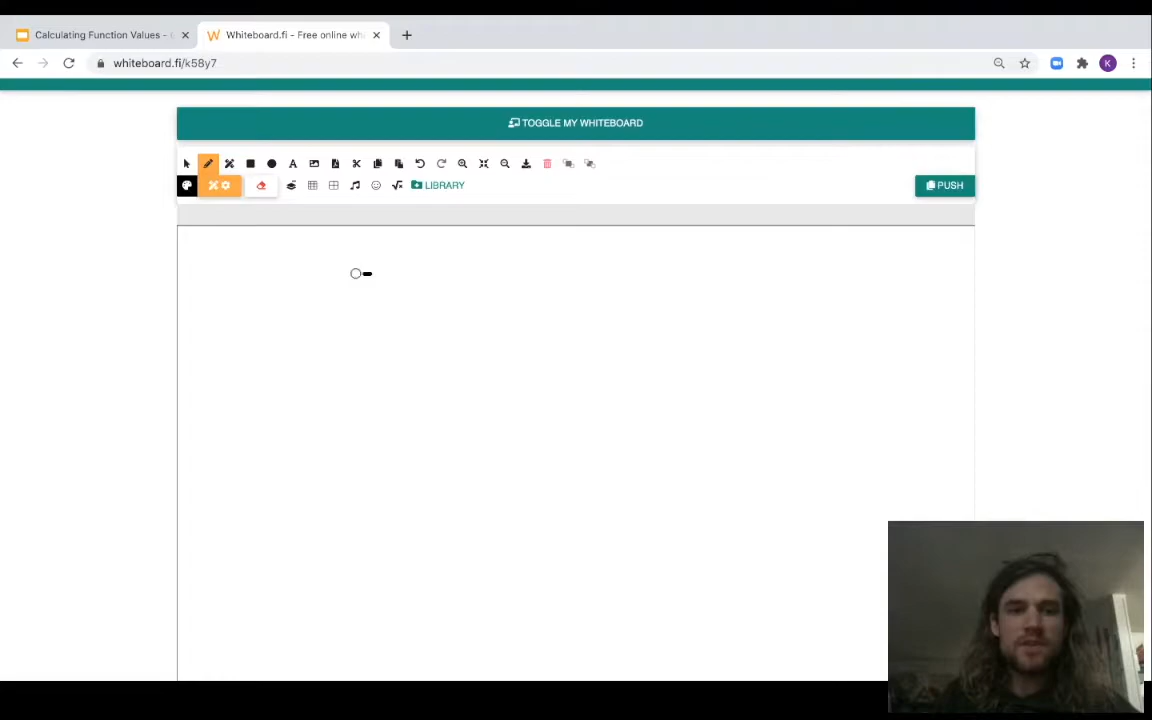 Calculating Function Values -
Whiteboard.fi - Free online wh
whiteboard.fi/k58y7
K
TOGGLE MY WHITEBOARD
A
LIBRARY
PUSH